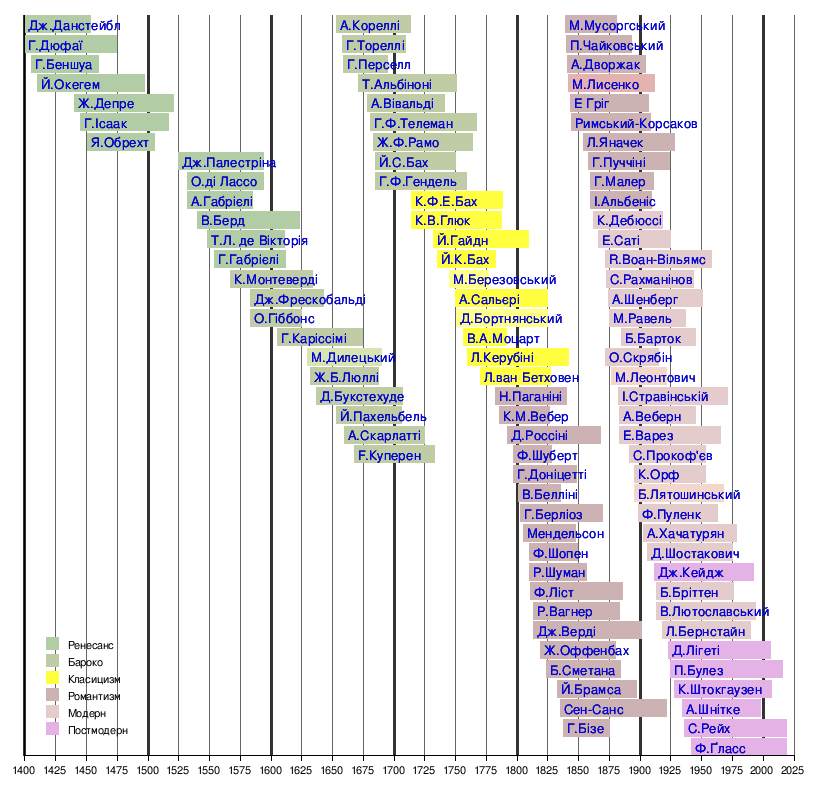 Дж.Данстейбл
Г.Дюфаї
Г.Беншуа
Й.Окегем
Ж.Депре
Г.Ісаак
Я.Обрехт
Дж.Палестріна
О.ді Лассо
А.Габрієлі
В.Берд
Т.Л. де Вікторія
Г.Габрієлі
К.Монтеверді
Дж.Фрескобальді
О.Гіббонс
Г.Каріссімі
М.Дилецький
Ж.Б.Люллі
Д.Букстехуде
Й.Пахельбель
А.Скарлатті
F.Куперен
А.Кореллі
Г.Тореллі
Г.Перселл
Т.Альбіноні
А.Вівальді
Г.Ф.Телеман
Ж.Ф.Рамо
Й.С.Бах
Г.Ф.Гендель
К.Ф.Е.Бах
К.В.Глюк
Й.Гайдн
Й.К.Бах
М.Березовський
А.Сальєрі
Д.Бортнянський
В.А.Моцарт
Л.Керубіні
Л.ван Бетховен
Н.Паганіні
К.М.Вебер
Д.Россіні
Ф.Шуберт
Г.Доніцетті
В.Белліні
Г.Берліоз
Мендельсон
Ф.Шопен
Р.Шуман
Ф.Ліст
Р.Вагнер
Дж.Верді
Ж.Оффенбах
Б.Сметана
Й.Брамса
Сен-Санс
Г.Бізе
М.Мусоргський
П.Чайковський
А.Дворжак
М.Лисенко
Е Гріг
Римський-Корсаков
Л.Яначек
Г.Пуччіні
Г.Малер
І.Альбеніс
К.Дебюссі
Е.Саті
R.Воан-Вільямс
С.Рахманінов
А.Шенберг
М.Равель
Б.Барток
О.Скрябін
М.Леонтович
І.Стравінській
А.Веберн
Е.Варез
С.Прокоф'єв
К.Орф
Б.Лятошинський
Ф.Пуленк
А.Хачатурян
Д.Шостакович
Дж.Кейдж
Б.Бріттен
В.Лютославський
Л.Бернстайн
Д.Лігеті
П.Булез
К.Штокгаузен
А.Шнітке
С.Рейх
Ф.Ґласс
Ренесанс
Бароко
Класицизм
Романтизм
Модерн
Постмодерн
1400 1425 1450 1475 1500 1525 1550 1575 1600 1625 1650 1675 1700 1725 1750 1775 1800 1825 1850 1875 1900 1925 1950 1975 2000 2025